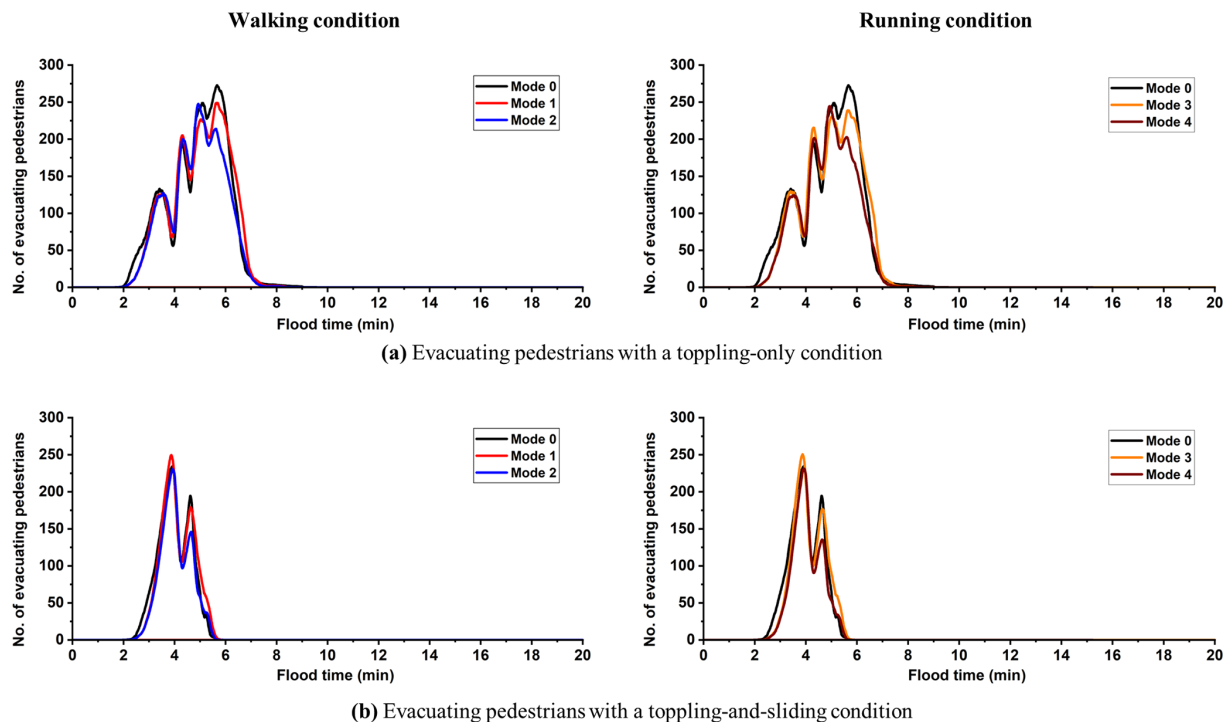 Walking condition
Running condition
No. of evacuating pedestrians
300
250
200
150
100
50
0
Mode 0
Mode 1
Mode 2
0 2 4 6 8 10 12 14 16 18 20
Flood time (min)
No. of evacuating pedestrians
300
250
200
150
100
50
0
Mode 0
Mode 3
Mode 4
0 2 4 6 8 10 12 14 16 18 20
Flood time (min)
(a) Evacuating pedestrians with a toppling-only condition
No. of evacuating pedestrians
300
250
200
150
100
50
0
Mode 0
Mode 1
Mode 2
0 2 4 6 8 10 12 14 16 18 20
Flood time (min)
No. of evacuating pedestrians
300
250
200
150
100
50
0
Mode 0
Mode 3
Mode 4
0 2 4 6 8 10 12 14 16 18 20
Flood time (min)
(b) Evacuating pedestrians with a toppling-and-sliding condition